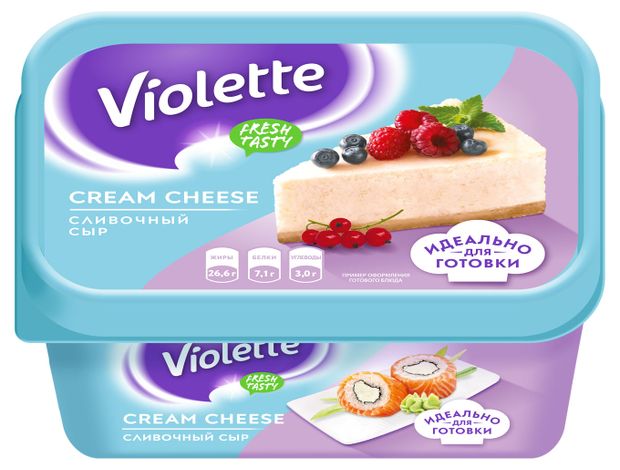 Violette
FRESH
TASTY
CREAM CHEESE
СЛИВОЧНЫЙ
СЫР
ЖИРЫ БЕЛКИ УГЛЕВОДЫ
26,6 г 7,1 г 3,0 г
ИДЕАЛЬНО
для
ГОТОВКИ
ПРИМЕР ОФОРМЛЕНИЯ
ГОТОВОГО БЛЮДА
Violette
FRESH
TASTY
CREAM CHEESE
СЛИВОЧНЫЙ СЫР
ИДЕАЛЬНО
для
ГОТОВКИ